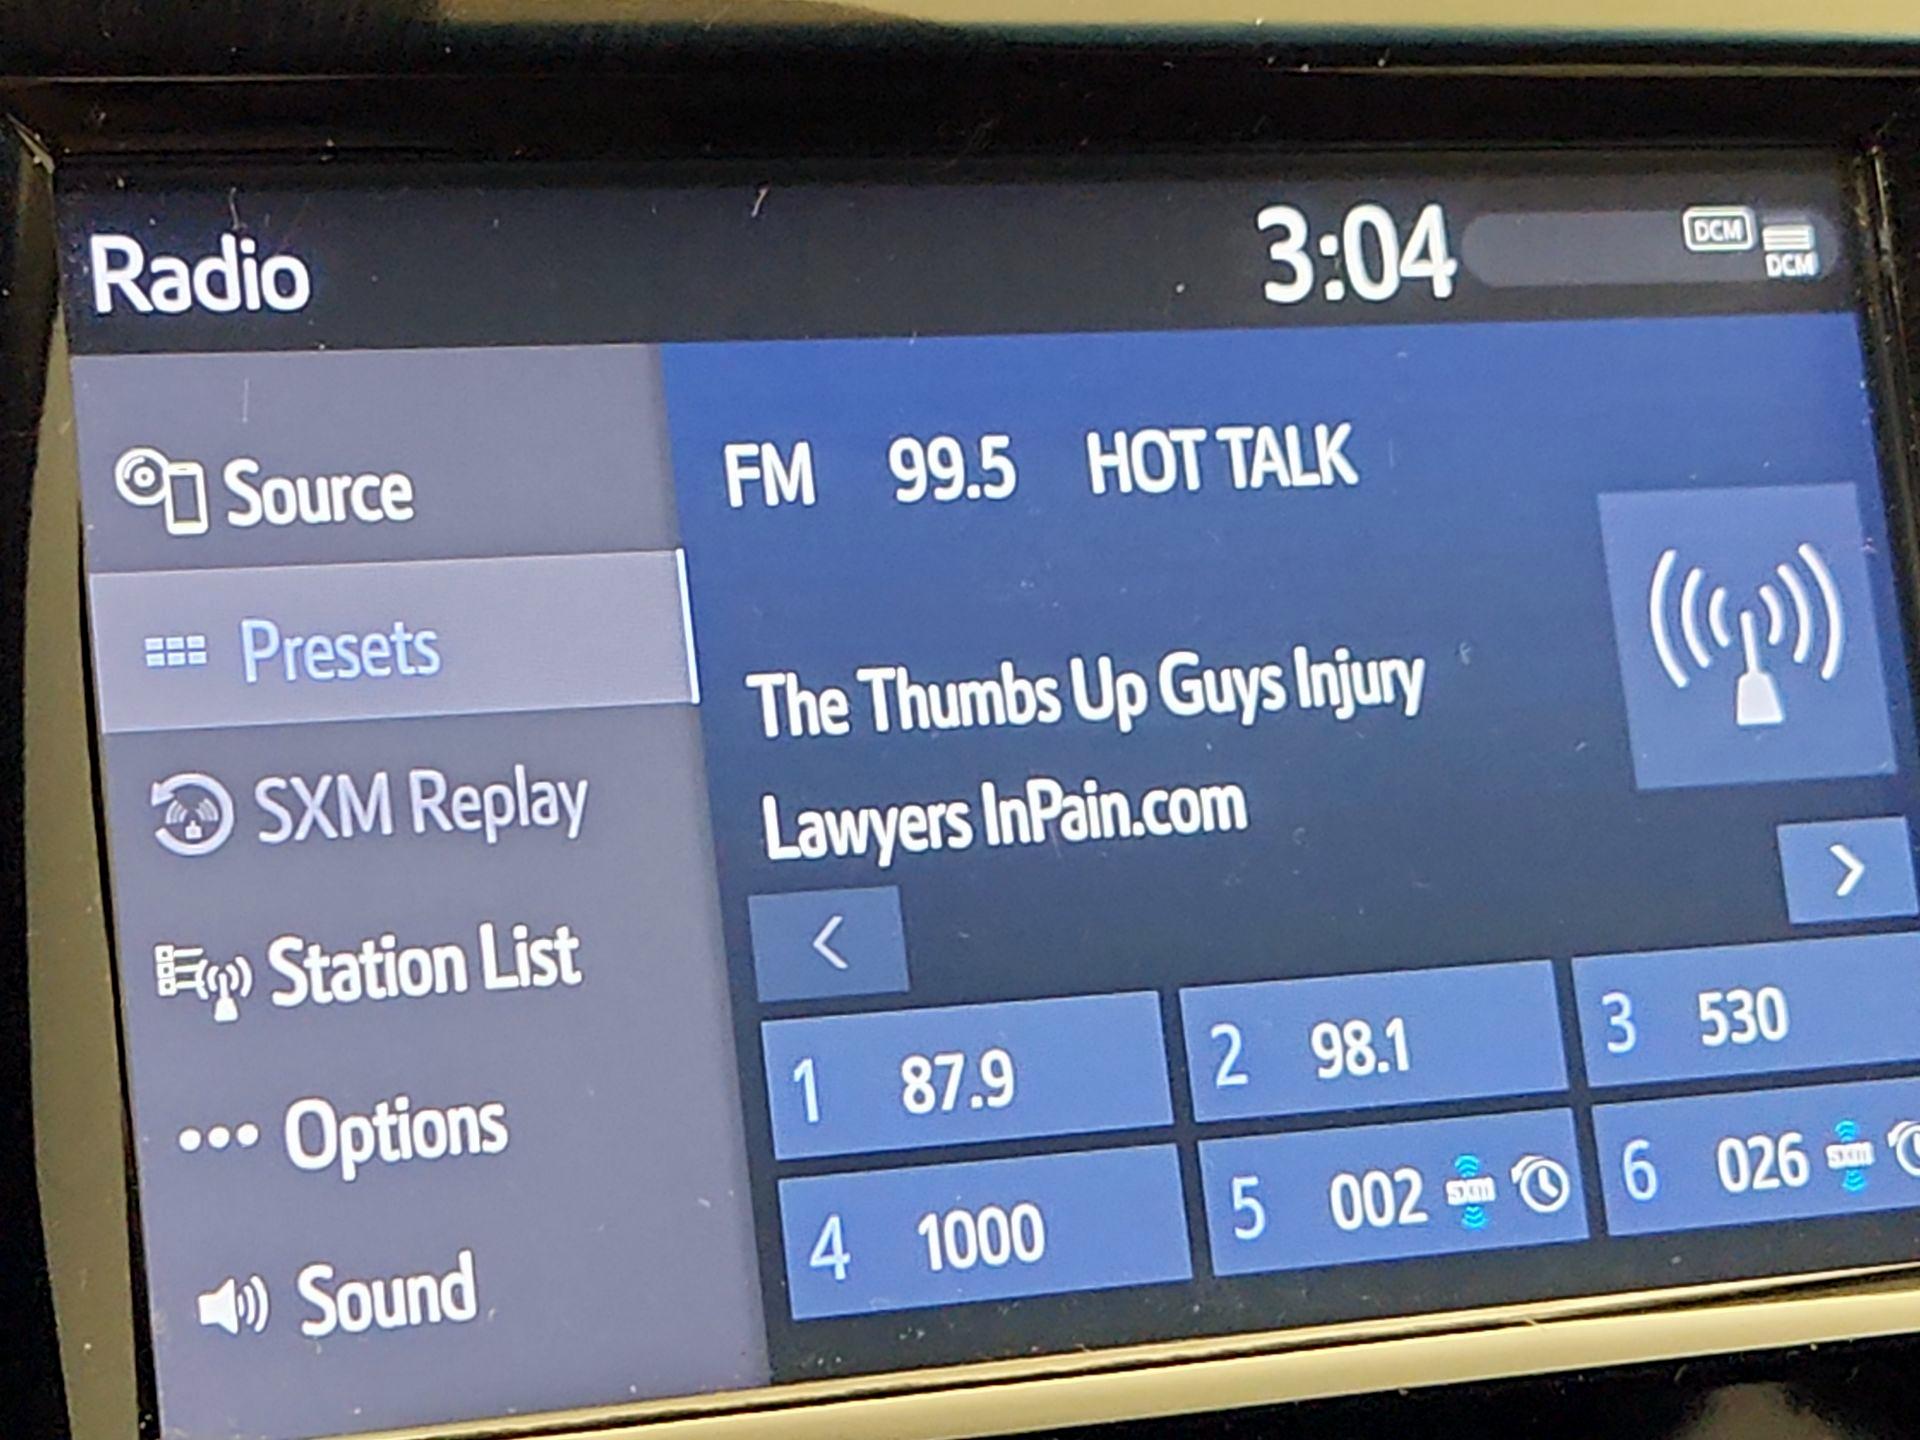 Radio
3:04
DCM
DCM
Source
Presets
SXM Replay
Station List
Options
Sound
FM 99.5 HOT TALK
The Thumbs Up Guys Injury
Lawyers InPain.com
<
>
1 87.9
2 98.1
3 530
4 1000
5 002 sxm
6 026 sxm